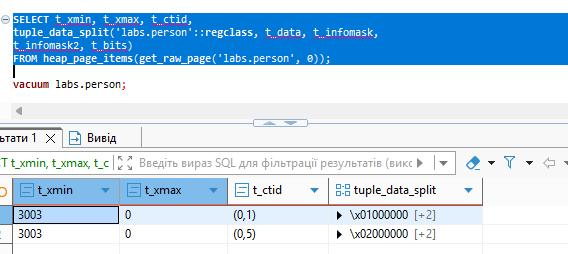 SELECT t_xmin, t_xmax, t_ctid,
tuple_data_split('labs.person'::regclass, t_data, t_infomask,
t_infomask2, t_bits)
FROM heap_page_items(get_raw_page('labs.person', 0));
vacuum labs.person;
льтати 1 Вивід
CT t_xmin, t_xmax, t_c Введіть вираз SQL для фільтрації результатів (викс
t_xmin t_xmax t_ctid tuple_data_split
3003 0 (0,1) \x01000000 [+2]
3003 0 (0,5) \x02000000 [+2]